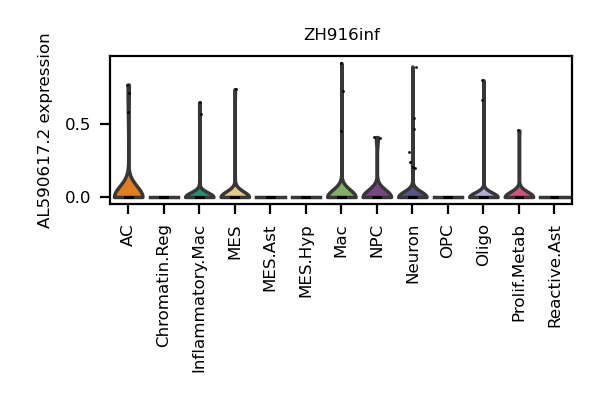 ZH916inf
AL590617.2 expression
0.5
0.0
AC
Chromatin.Reg
Inflammatory.Mac
MES
MES.Ast
MES.Hyp
Mac
NPC
Neuron
OPC
Oligo
Prolif.Metab
Reactive.Ast